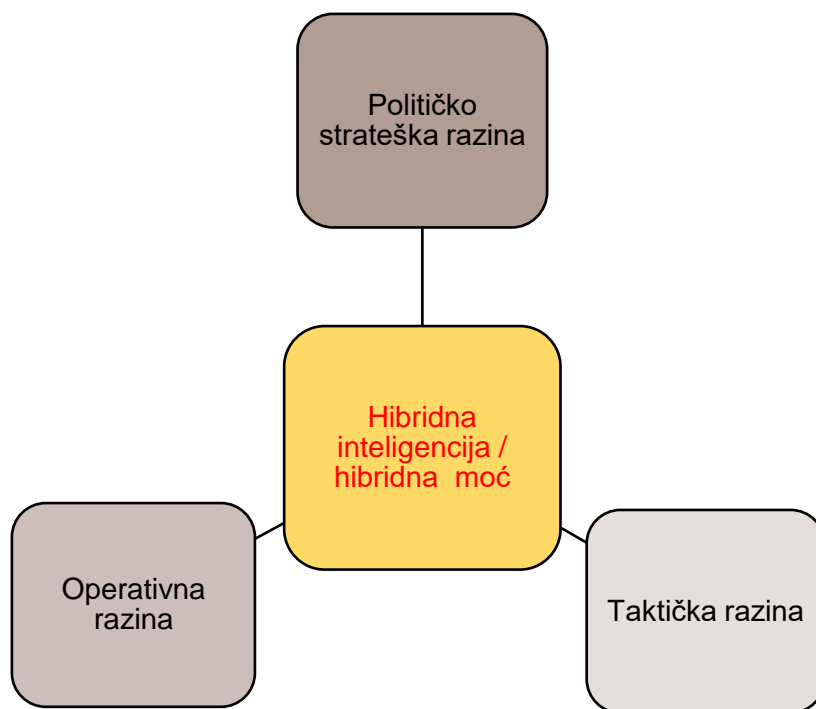 Političko
strateška razina
Hibridna
inteligencija /
hibridna  moć
Operativna
razina
Taktička razina